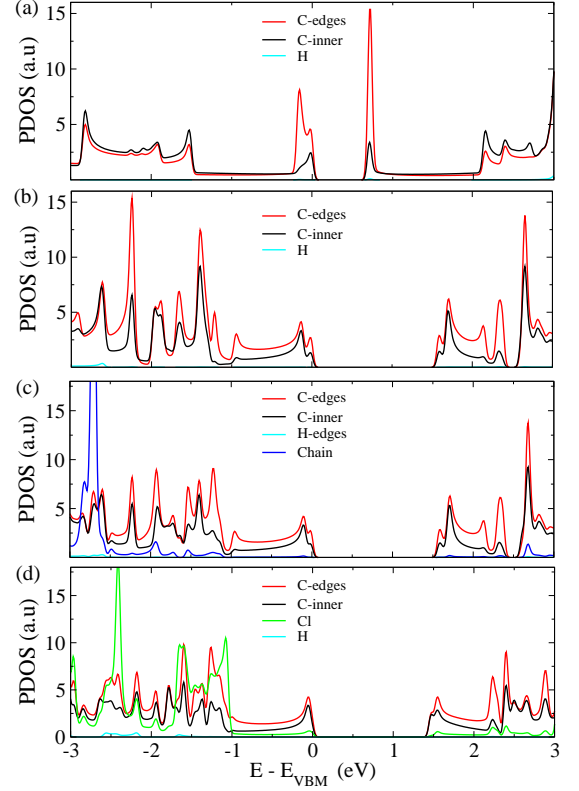 (a)
15
10
5
PDOS (a.u)
C-edges
C-inner
H
(b)
15
10
5
PDOS (a.u)
C-edges
C-inner
H
(c)
15
10
5
PDOS (a.u)
C-edges
C-inner
H-edges
Chain
(d)
15
10
5
0
PDOS (a.u)
C-edges
C-inner
Cl
H
-3 -2 -1 0 1 2 3
E - E_VBM (eV)